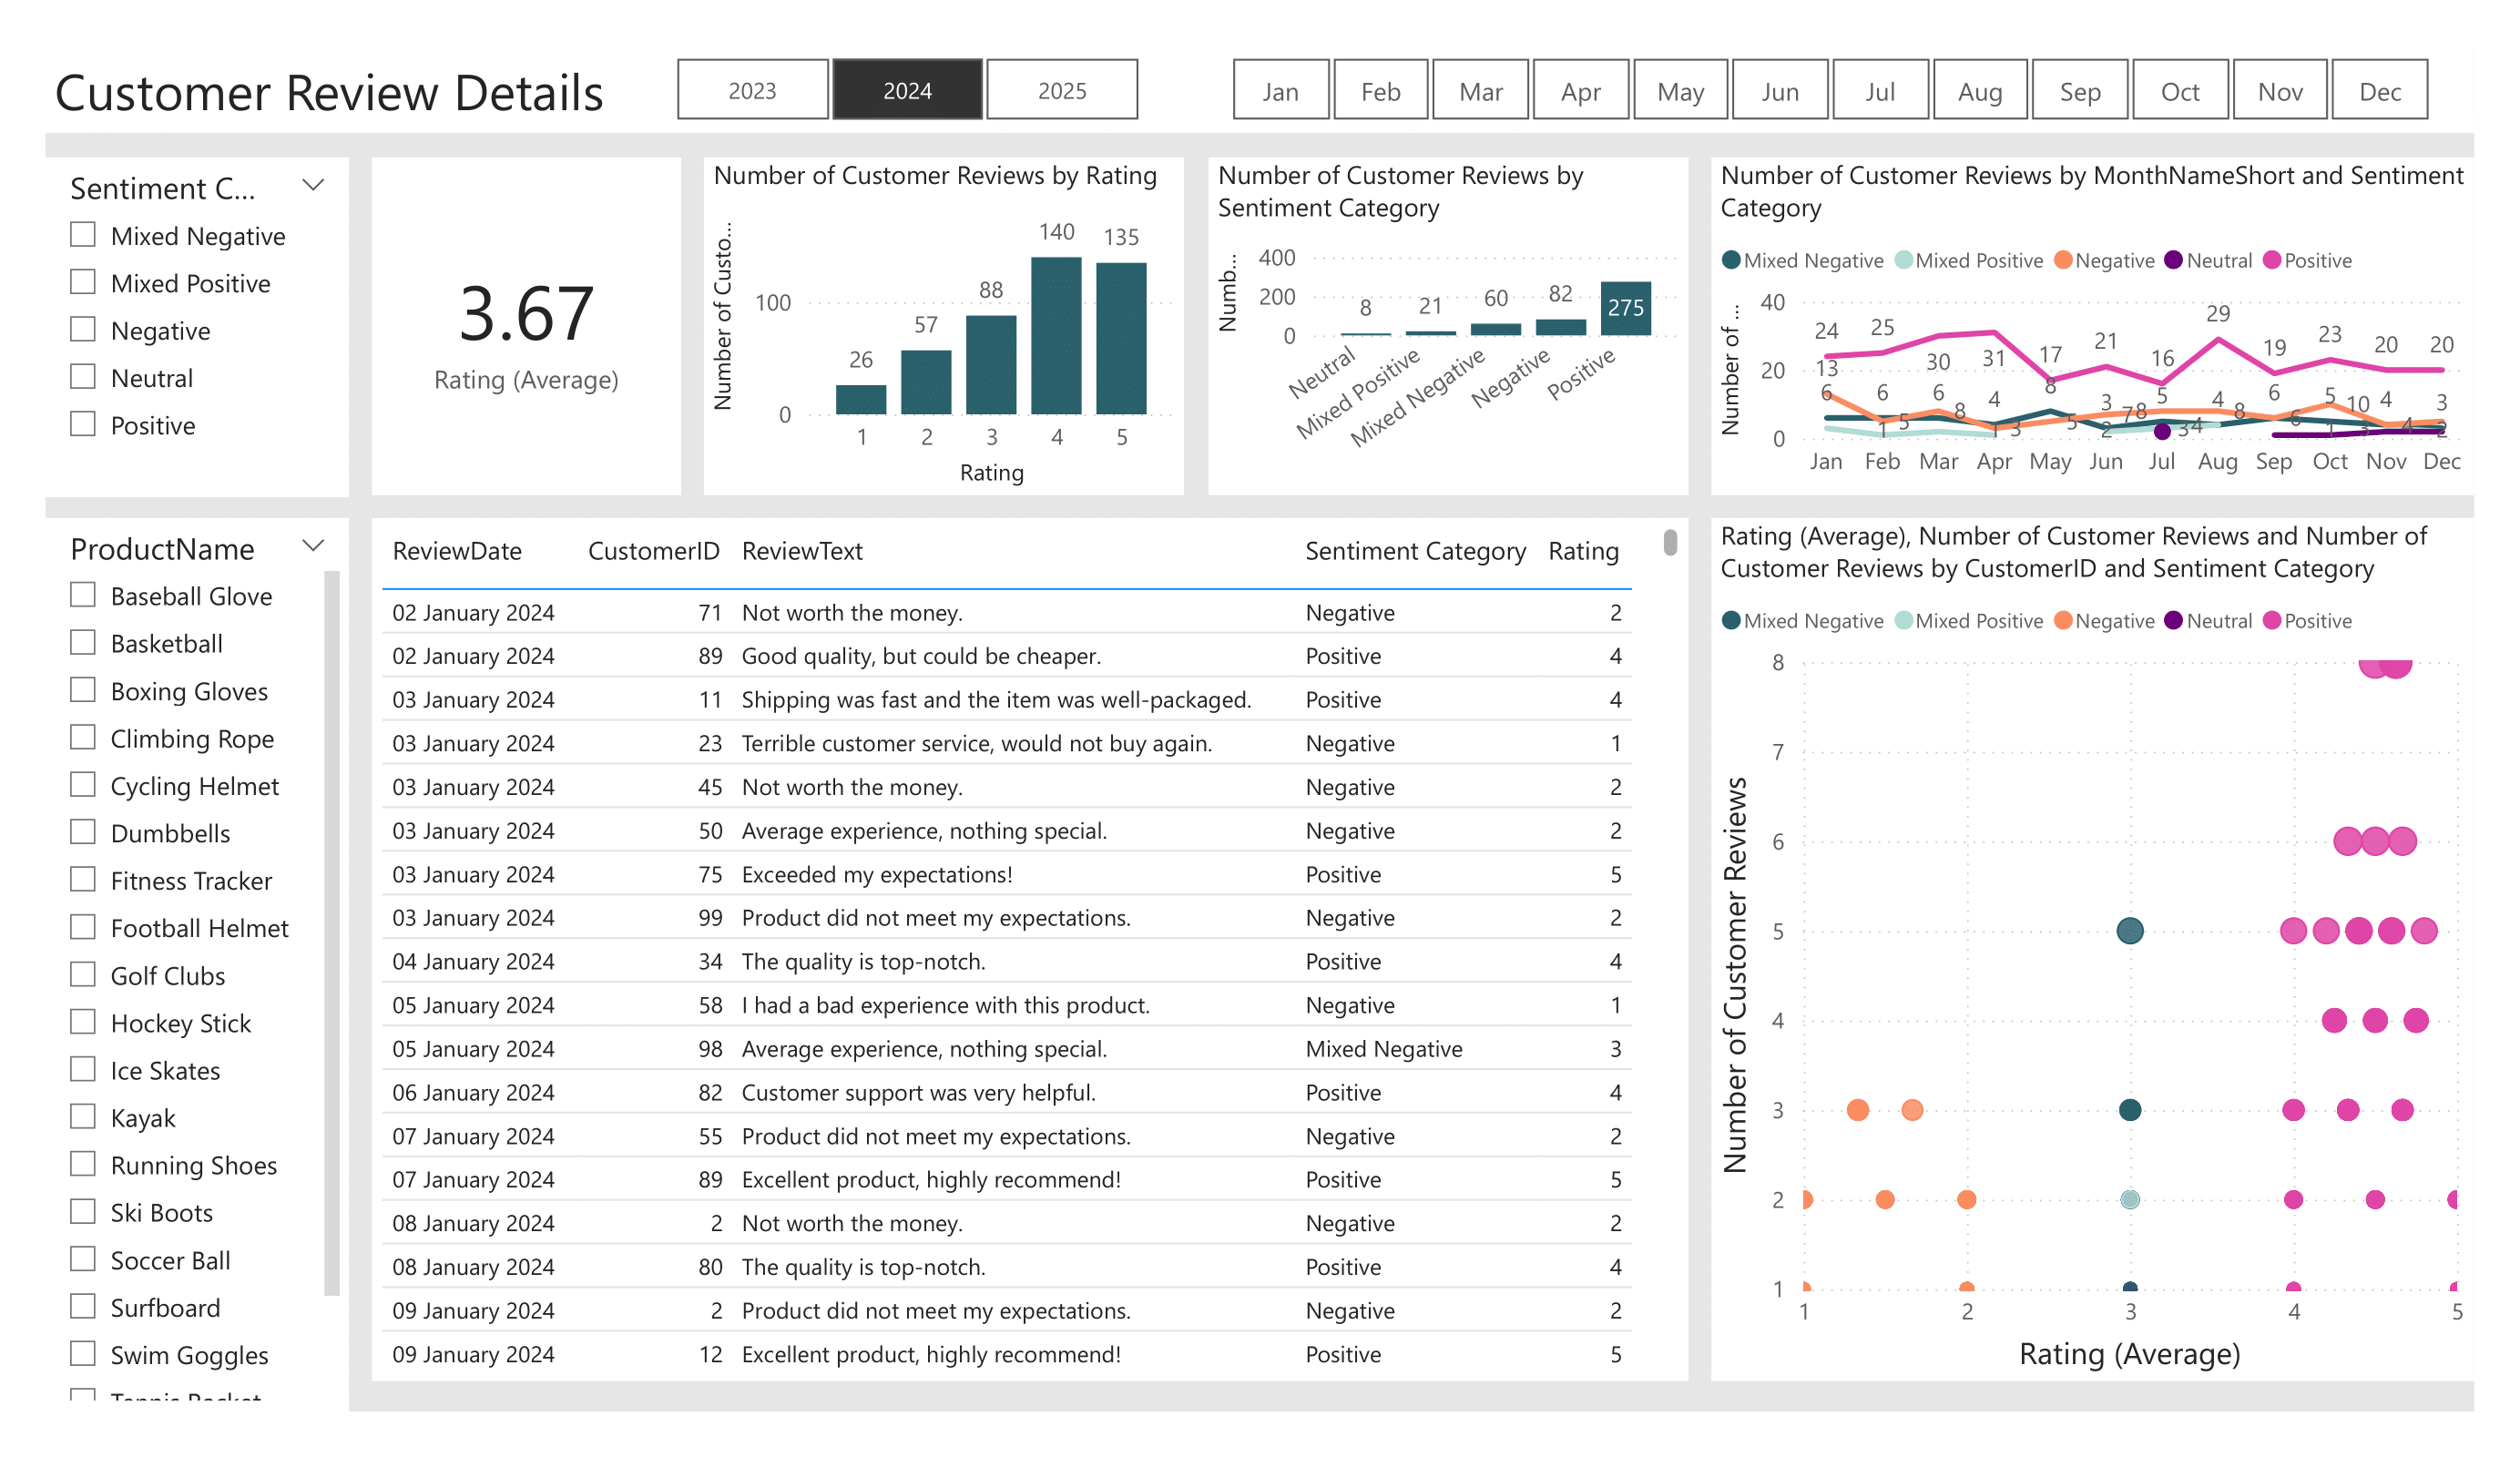 Customer Review Details
2023 2024 2025
Jan Feb Mar Apr May Jun Jul Aug Sep Oct Nov Dec
Sentiment C...
Mixed Negative
Mixed Positive
Negative
Neutral
Positive
3.67
Rating (Average)
Number of Customer Reviews by Rating
Number of Custo...
140 135
88
57
26
100
0
1 2 3 4 5
Rating
Number of Customer Reviews by
Sentiment Category
Numb...
400
200
0
8 21 60 82 275
Neutral
Mixed Positive
Mixed Negative
Negative
Positive
Number of Customer Reviews by MonthNameShort and Sentiment
Category
Mixed Negative Mixed Positive Negative Neutral Positive
Number of ...
40
20
0
24 25 30 31 17 21 16 29 19 23 20 20
13
6 6 6 4 8 3 5 4 6 5 4 3
1 5 8 3 5 2 7 8 3 4 8 6 1 10 3 4 2
Jan Feb Mar Apr May Jun Jul Aug Sep Oct Nov Dec
ProductName
Baseball Glove
Basketball
Boxing Gloves
Climbing Rope
Cycling Helmet
Dumbbells
Fitness Tracker
Football Helmet
Golf Clubs
Hockey Stick
Ice Skates
Kayak
Running Shoes
Ski Boots
Soccer Ball
Surfboard
Swim Goggles
ReviewDate CustomerID ReviewText Sentiment Category Rating
02 January 2024 71 Not worth the money. Negative 2
02 January 2024 89 Good quality, but could be cheaper. Positive 4
03 January 2024 11 Shipping was fast and the item was well-packaged. Positive 4
03 January 2024 23 Terrible customer service, would not buy again. Negative 1
03 January 2024 45 Not worth the money. Negative 2
03 January 2024 50 Average experience, nothing special. Negative 2
03 January 2024 75 Exceeded my expectations! Positive 5
03 January 2024 99 Product did not meet my expectations. Negative 2
04 January 2024 34 The quality is top-notch. Positive 4
05 January 2024 58 I had a bad experience with this product. Negative 1
05 January 2024 98 Average experience, nothing special. Mixed Negative 3
06 January 2024 82 Customer support was very helpful. Positive 4
07 January 2024 55 Product did not meet my expectations. Negative 2
07 January 2024 89 Excellent product, highly recommend! Positive 5
08 January 2024 2 Not worth the money. Negative 2
08 January 2024 80 The quality is top-notch. Positive 4
09 January 2024 2 Product did not meet my expectations. Negative 2
09 January 2024 12 Excellent product, highly recommend! Positive 5
Rating (Average), Number of Customer Reviews and Number of
Customer Reviews by CustomerID and Sentiment Category
Mixed Negative Mixed Positive Negative Neutral Positive
Number of Customer Reviews
8
7
6
5
4
3
2
1
1 2 3 4 5
Rating (Average)